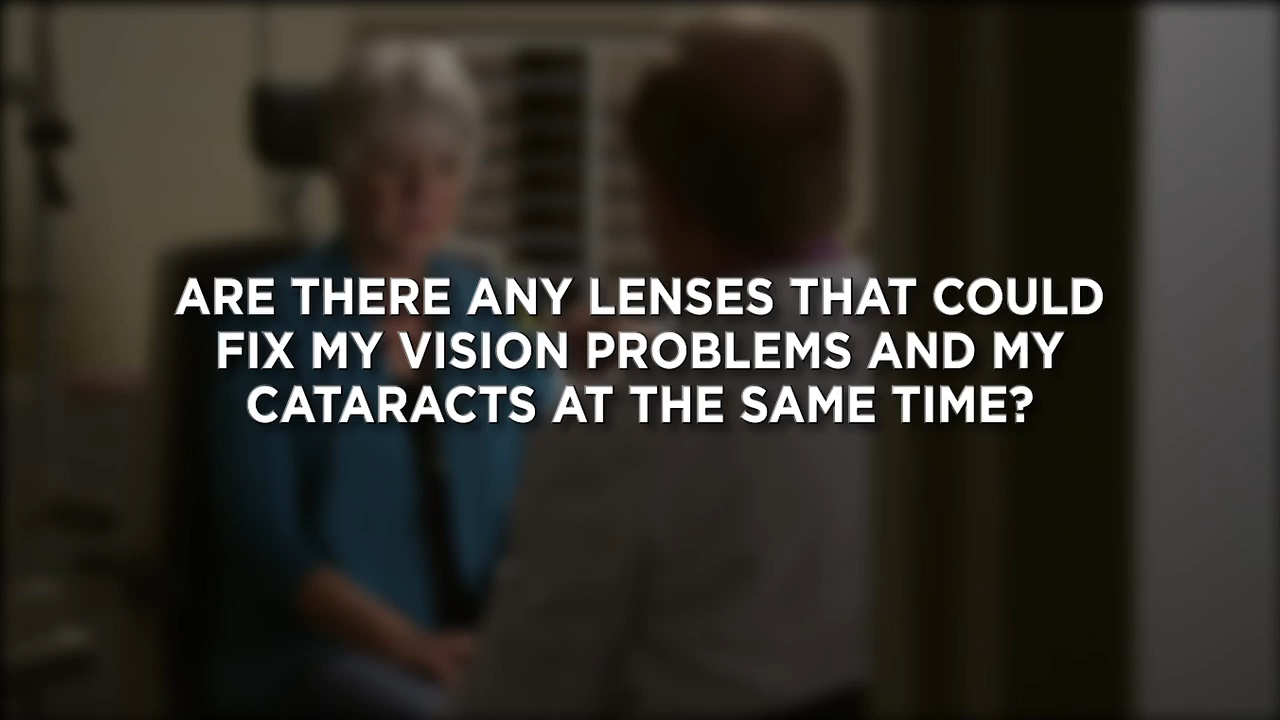 ARE THERE ANY LENSES THAT COULD
FIX MY VISION PROBLEMS AND MY
CATARACTS AT THE SAME TIME?